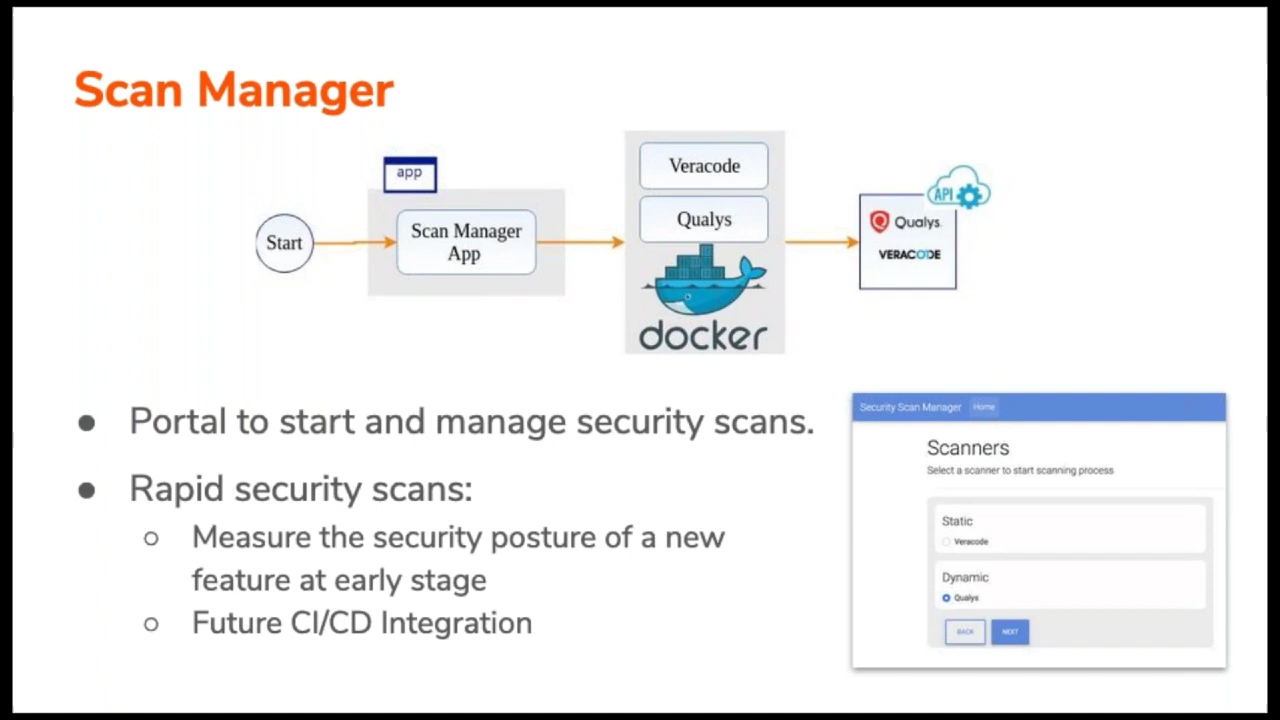 Scan Manager
app
Start
Scan Manager
App
Veracode
Qualys
docker
API
Qualys.
VERACODE
● Portal to start and manage security scans.
● Rapid security scans:
○ Measure the security posture of a new
feature at early stage
○ Future CI/CD Integration
Security Scan Manager Home
Scanners
Select a scanner to start scanning process
Static
Veracode
Dynamic
Qualys
BACK NEXT